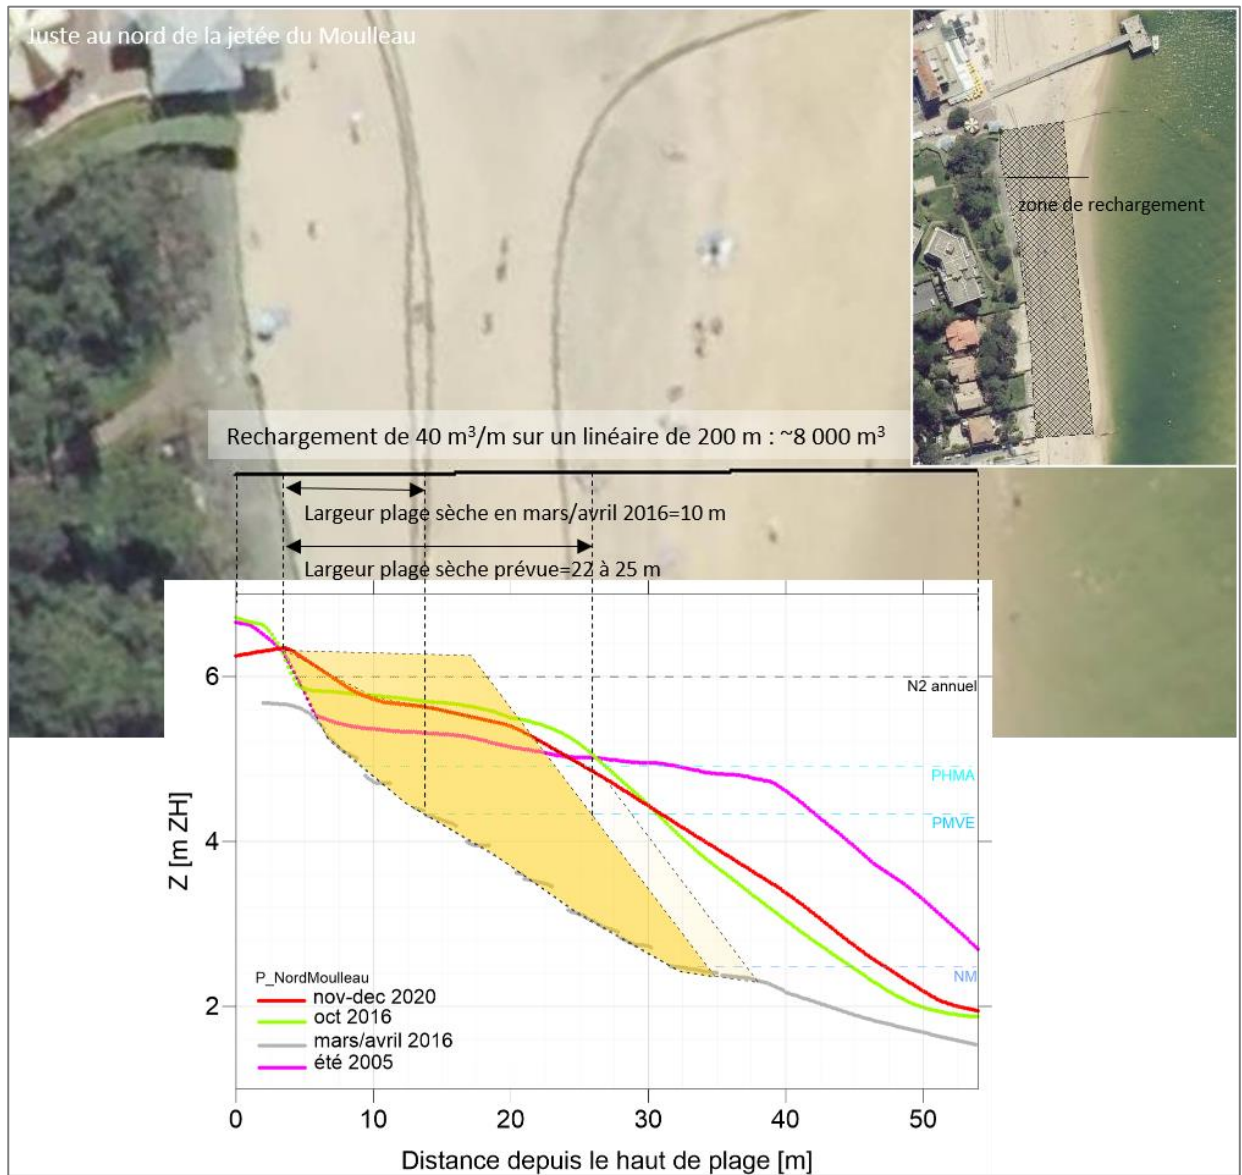 Juste au nord de la jetée du Moulleau
zone de rechargement
Rechargement de 40 m³/m sur un linéaire de 200 m : ~8 000 m³
Largeur plage sèche en mars/avril 2016=10 m
Largeur plage sèche prévue=22 à 25 m
6
N2 annuel
PHMA
PMVE
4
Z [m ZH]
NM
P_NordMoulleau
nov-dec 2020
2
oct 2016
mars/avril 2016
été 2005
0 10 20 30 40 50
Distance depuis le haut de plage [m]